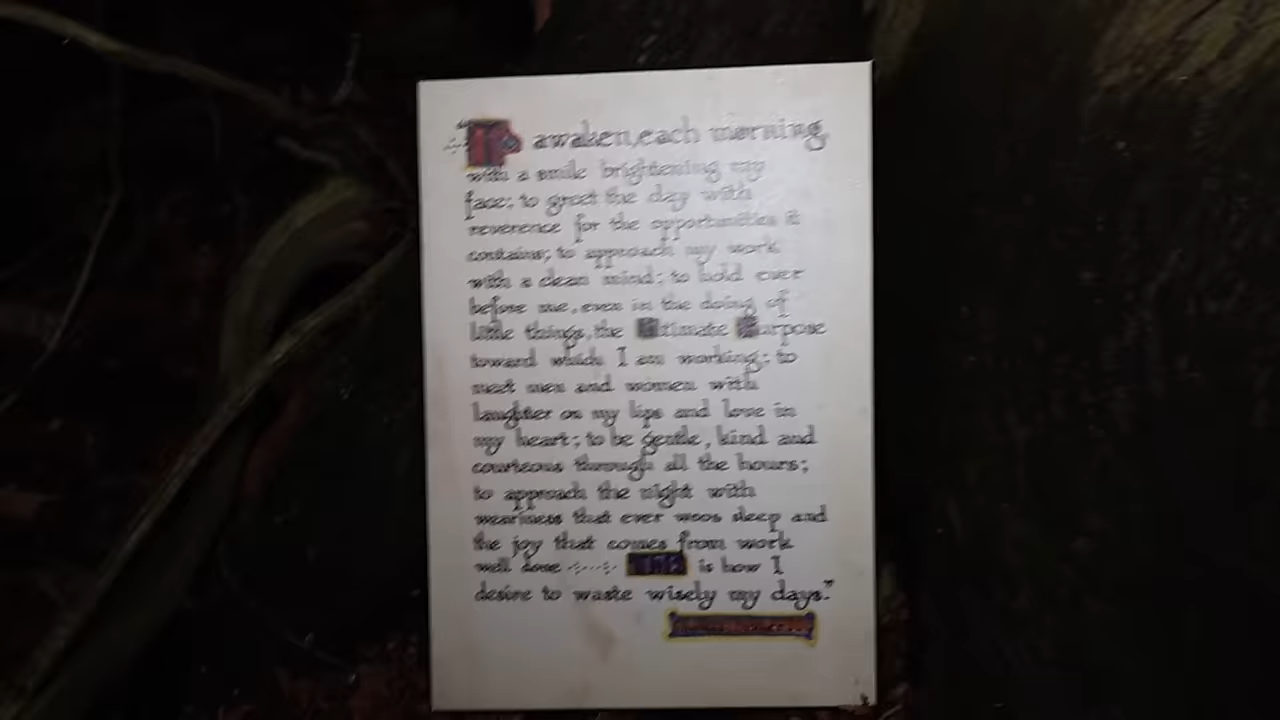 "To awaken each morning
with a smile brightening my
face; to greet the day with
reverence for the opportunities it
contains; to approach my work
with a clean mind; to hold ever
before me, even in the doing of
little things, the Ultimate Purpose
toward which I am working; to
meet men and women with
laughter on my lips and love in
my heart; to be gentle, kind and
courteous through all the hours;
to approach the night with
weariness that ever woos sleep and
the joy that comes from work
well done
is how I
desire to waste wisely my days."